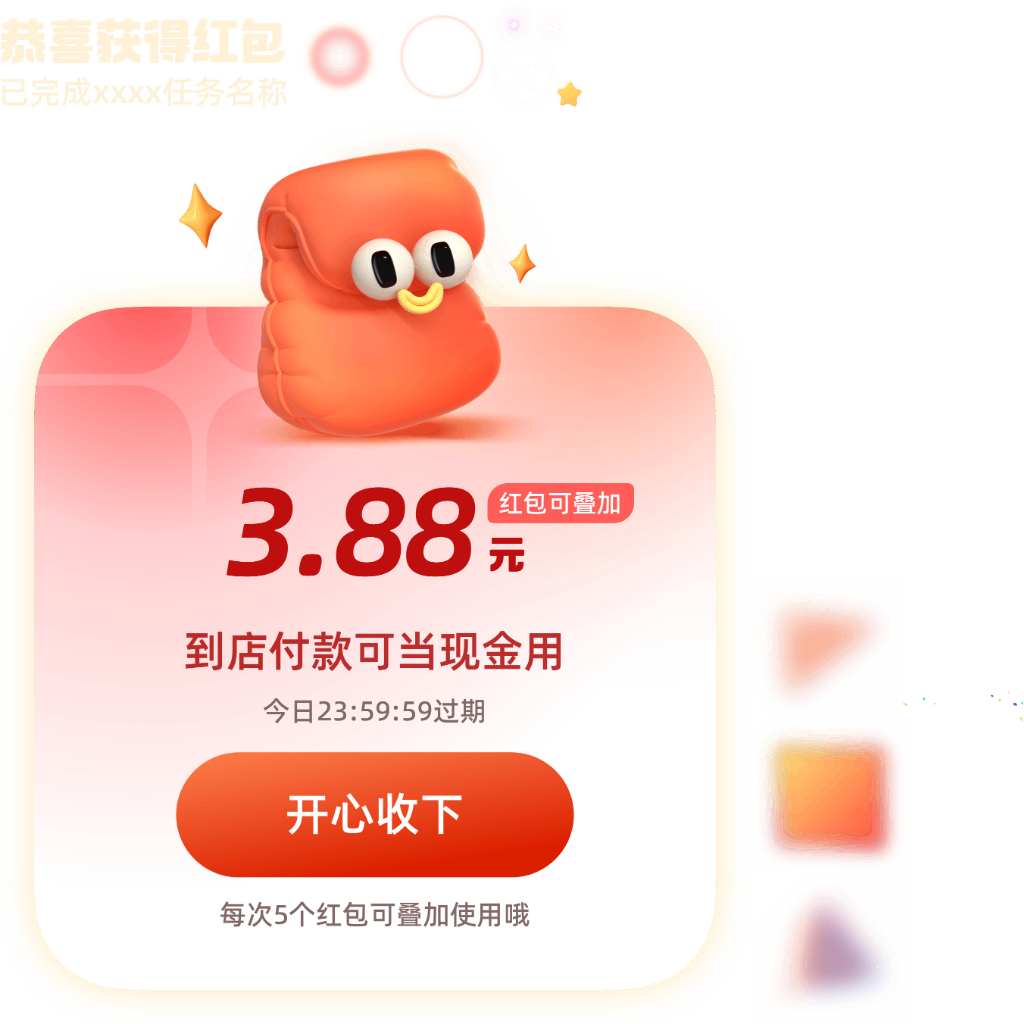 恭喜获得红包
已完成xxxx任务名称
3.88
红包可叠加
元
到店付款可当现金用
今日23:59:59过期
开心收下
每次5个红包可叠加使用哦